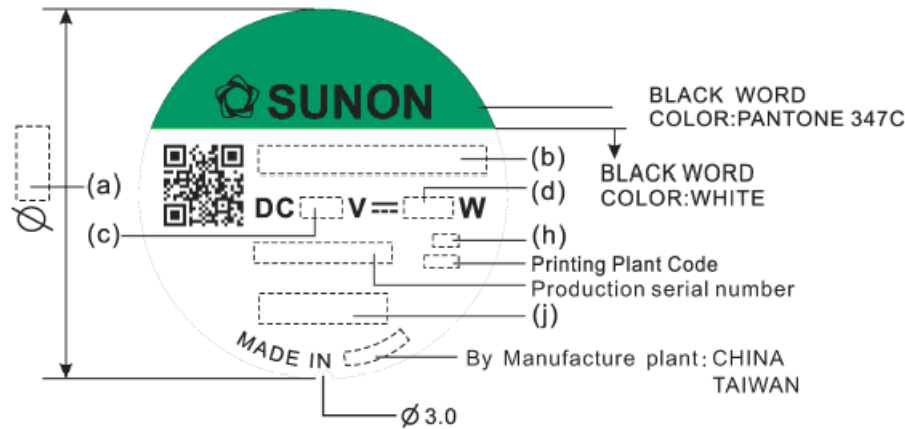 SUNON
BLACK WORD
COLOR:PANTONE 347C
(a)
(b)
BLACK WORD
COLOR:WHITE
(d)
DC V W
(c)
(h)
Printing Plant Code
Production serial number
(j)
MADE IN
By Manufacture plant: CHINA
TAIWAN
Ø
Ø 3.0